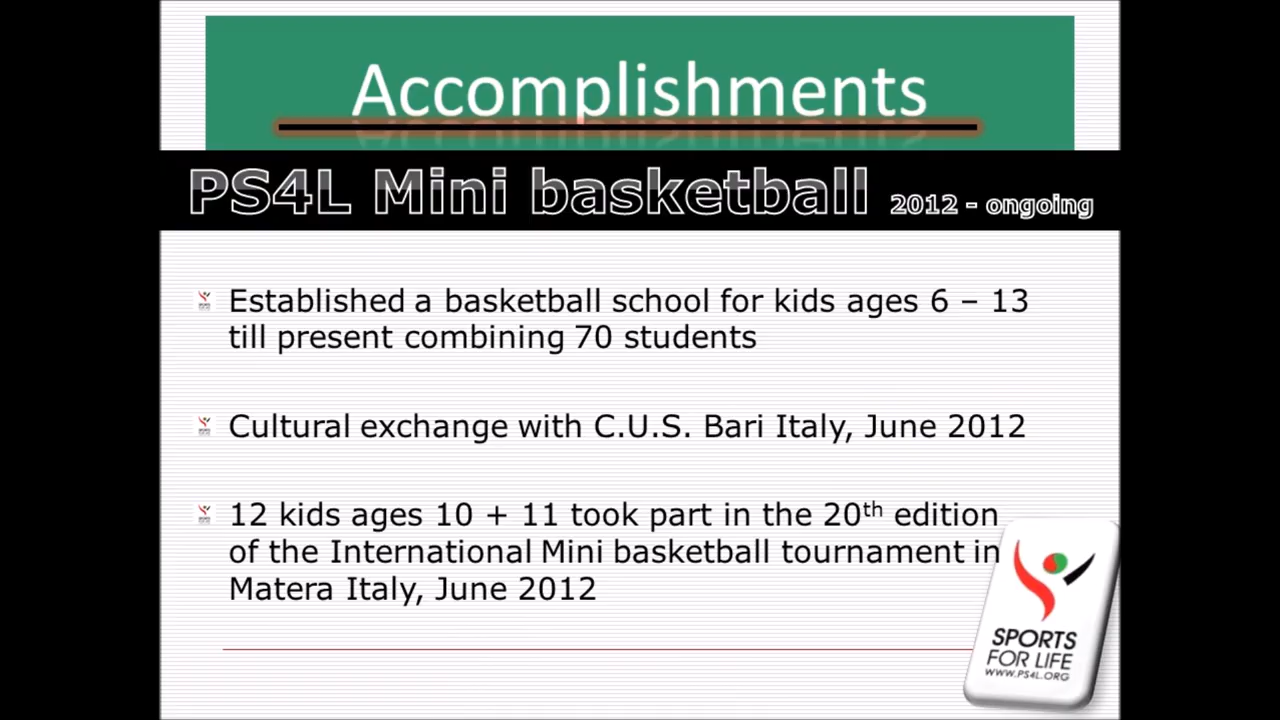 Accomplishments
PS4L Mini basketball 2012 - ongoing
Established a basketball school for kids ages 6 – 13
till present combining 70 students
Cultural exchange with C.U.S. Bari Italy, June 2012
12 kids ages 10 + 11 took part in the 20th edition
of the International Mini basketball tournament in
Matera Italy, June 2012
SPORTS
FOR LIFE
WWW.PS4L.ORG